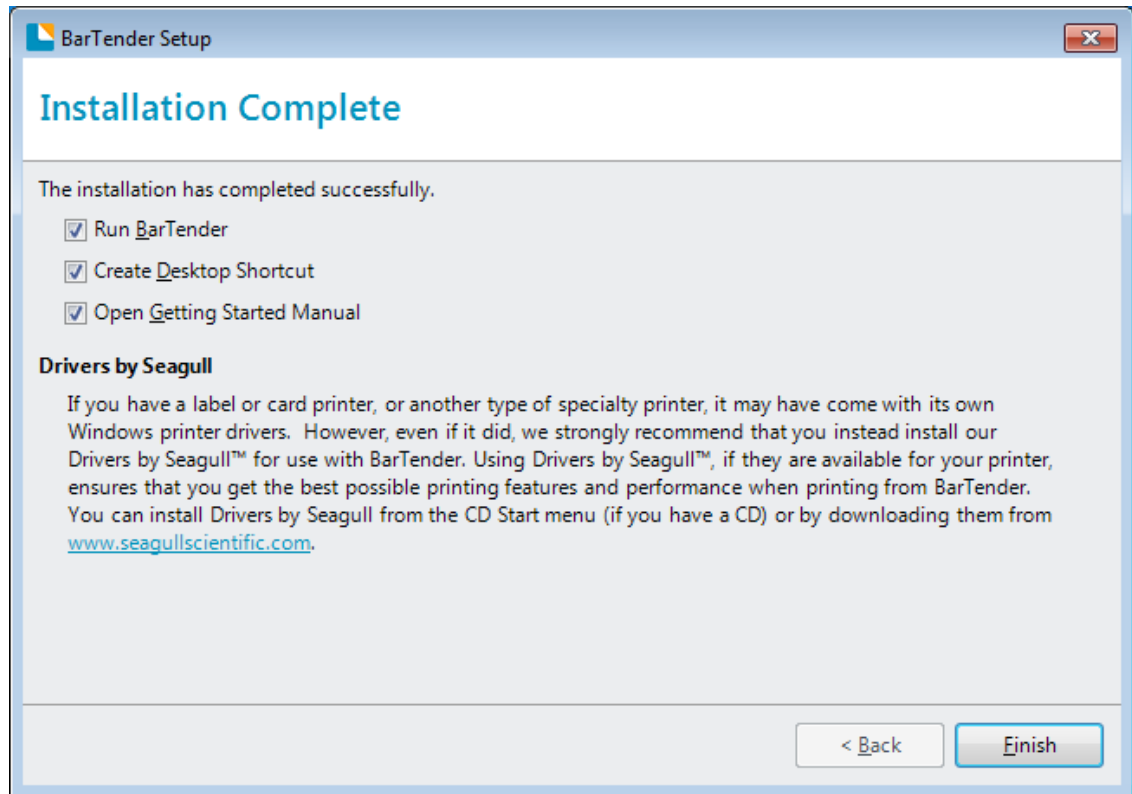 BarTender Setup
Installation Complete
The installation has completed successfully.
Run BarTender
Create Desktop Shortcut
Open Getting Started Manual
Drivers by Seagull
If you have a label or card printer, or another type of specialty printer, it may have come with its own
Windows printer drivers.  However, even if it did, we strongly recommend that you instead install our
Drivers by Seagull™ for use with BarTender. Using Drivers by Seagull™, if they are available for your printer,
ensures that you get the best possible printing features and performance when printing from BarTender.
You can install Drivers by Seagull from the CD Start menu (if you have a CD) or by downloading them from
www.seagullscientific.com.
< Back
Finish